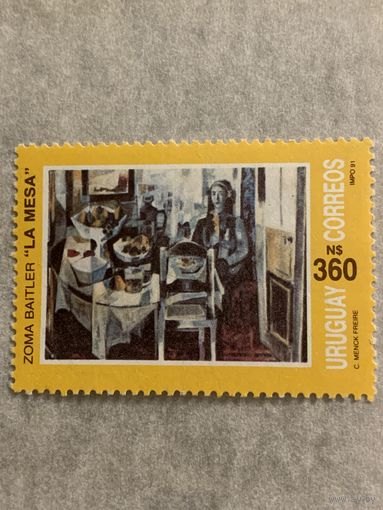 ZOMA BAITLER "LA MESA"
N$
360
URUGUAY
CORREOS
C. MENCK FREIRE
IMPO 91